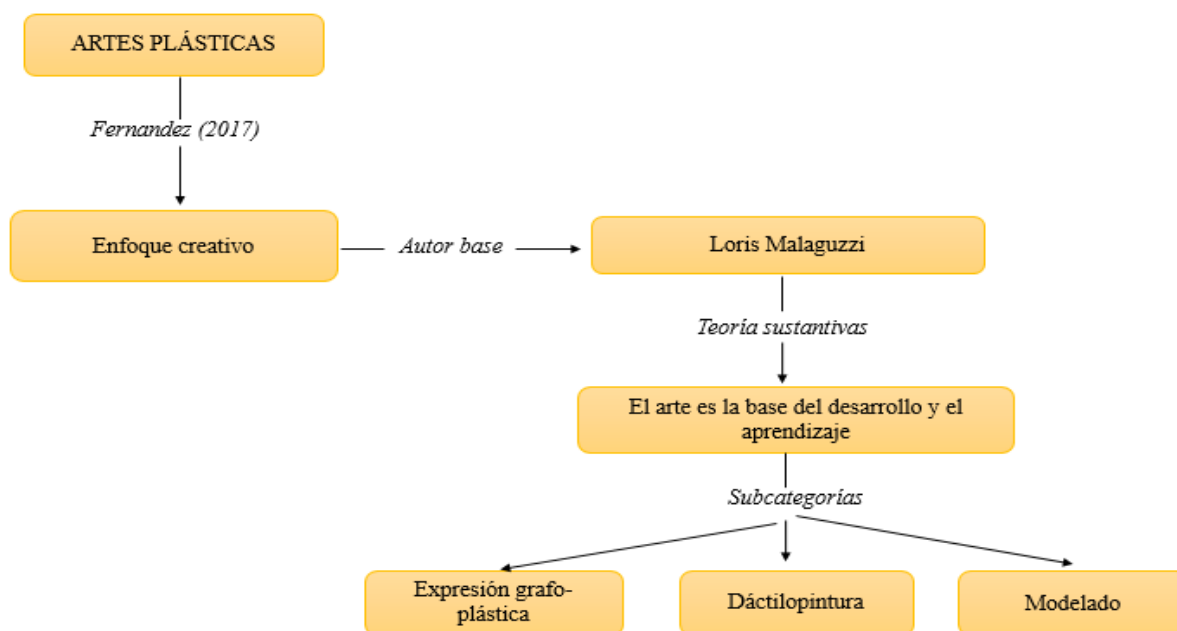 ARTES PLÁSTICAS
Fernandez (2017)
Enfoque creativo
Autor base
Loris Malaguzzi
Teoría sustantivas
El arte es la base del desarrollo y el
aprendizaje
Subcategorías
Expresión grafo-
plástica
Dáctilopintura
Modelado